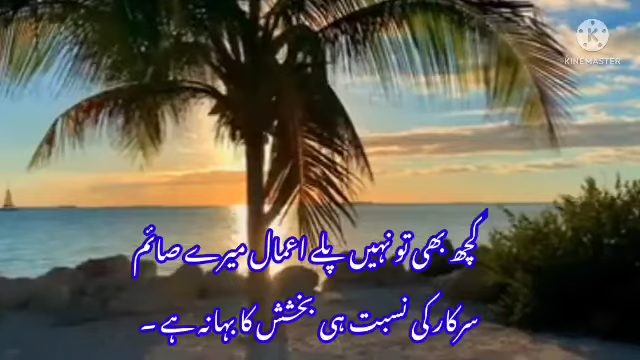 KINEMASTER
کچھ بھی تو نہیں پلے اعمال میرے صائم
سرکار کی نسبت ہی بخشش کا بہانہ ہے ۔